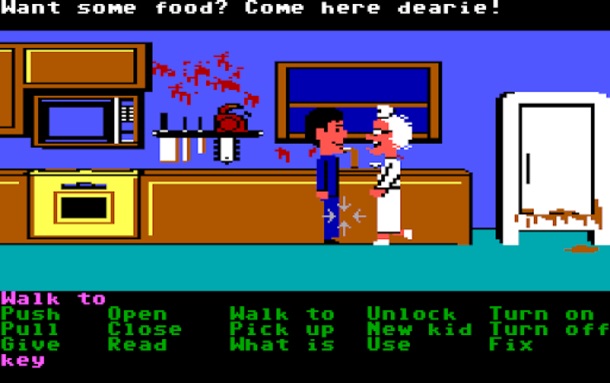 Want some food? Come here dearie!
Walk to
Push Open Walk to Unlock Turn on
Pull Close Pick up New kid Turn off
Give Read What is Use Fix
key